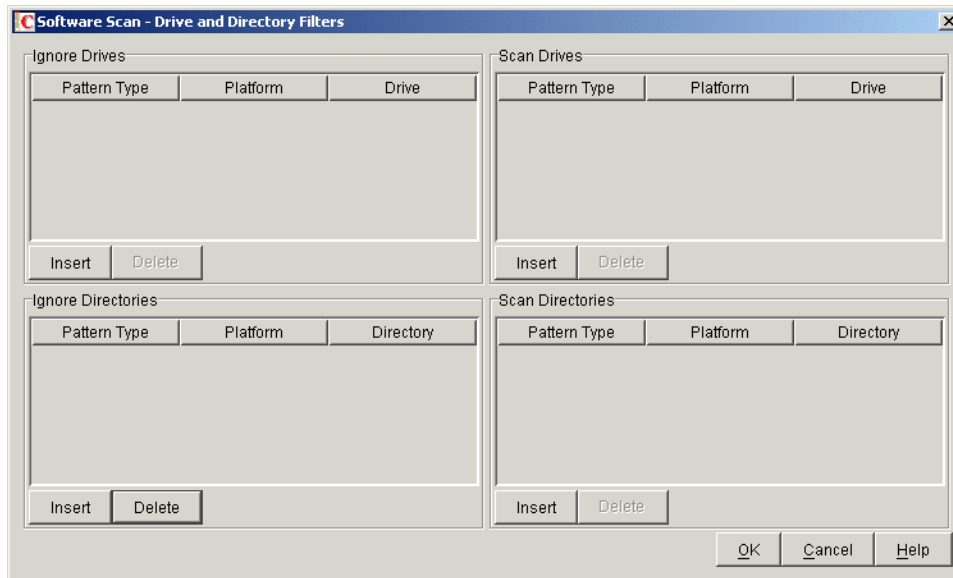 Software Scan - Drive and Directory Filters
Ignore Drives
Pattern Type Platform Drive
Insert Delete
Scan Drives
Pattern Type Platform Drive
Insert Delete
Ignore Directories
Pattern Type Platform Directory
Insert Delete
Scan Directories
Pattern Type Platform Directory
Insert Delete
OK Cancel Help